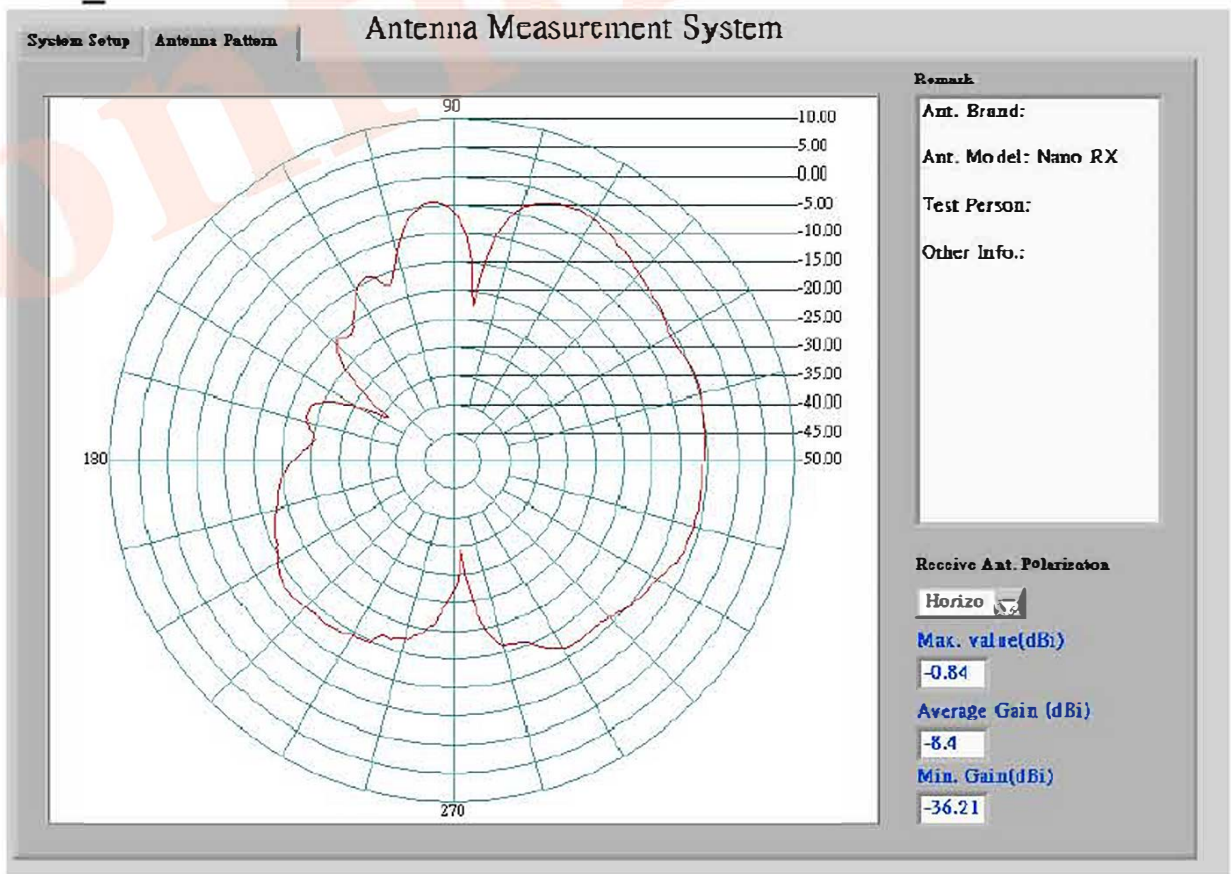 Antenna Measurement System
System Setup
Antenna Pattern
90
180
270
10.00
5.00
0.00
-5.00
-10.00
-15.00
-20.00
-25.00
-30.00
-35.00
-40.00
-45.00
-50.00
Remark
Ant. Brand:
Ant. Model: Nano RX
Test Person:
Other Info.:
Receive Ant. Polarizaton
Horizo
Max. value(dBi)
-0.84
Average Gain (dBi)
-8.4
Min. Gain(dBi)
-36.21